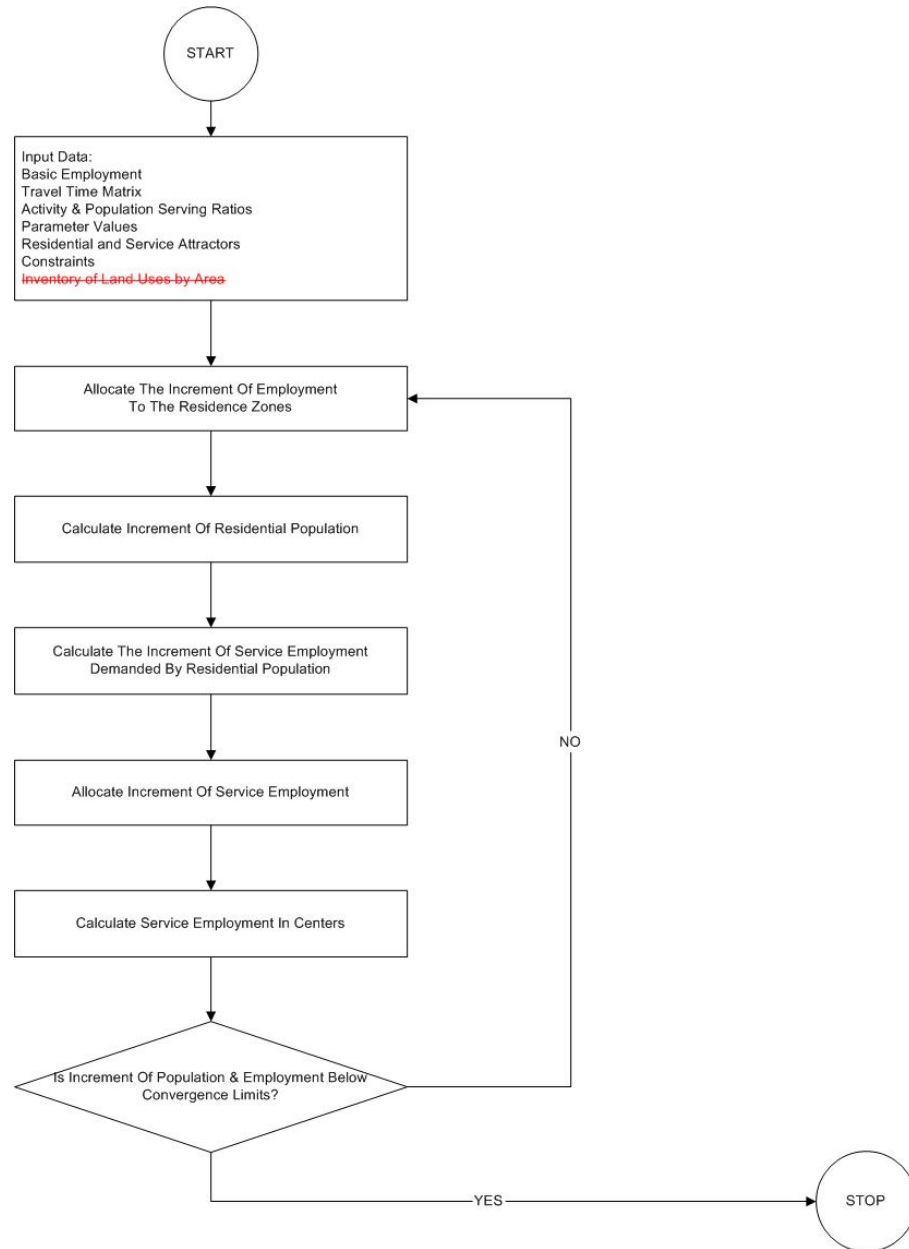 START
Input Data:
Basic Employment
Travel Time Matrix
Activity & Population Serving Ratios
Parameter Values
Residential and Service Attractors
Constraints
Inventory of Land Uses by Area
Allocate The Increment Of Employment
To The Residence Zones
Calculate Increment Of Residential Population
Calculate The Increment Of Service Employment
Demanded By Residential Population
NO
Allocate Increment Of Service Employment
Calculate Service Employment In Centers
Is Increment Of Population & Employment Below
Convergence Limits?
YES
STOP